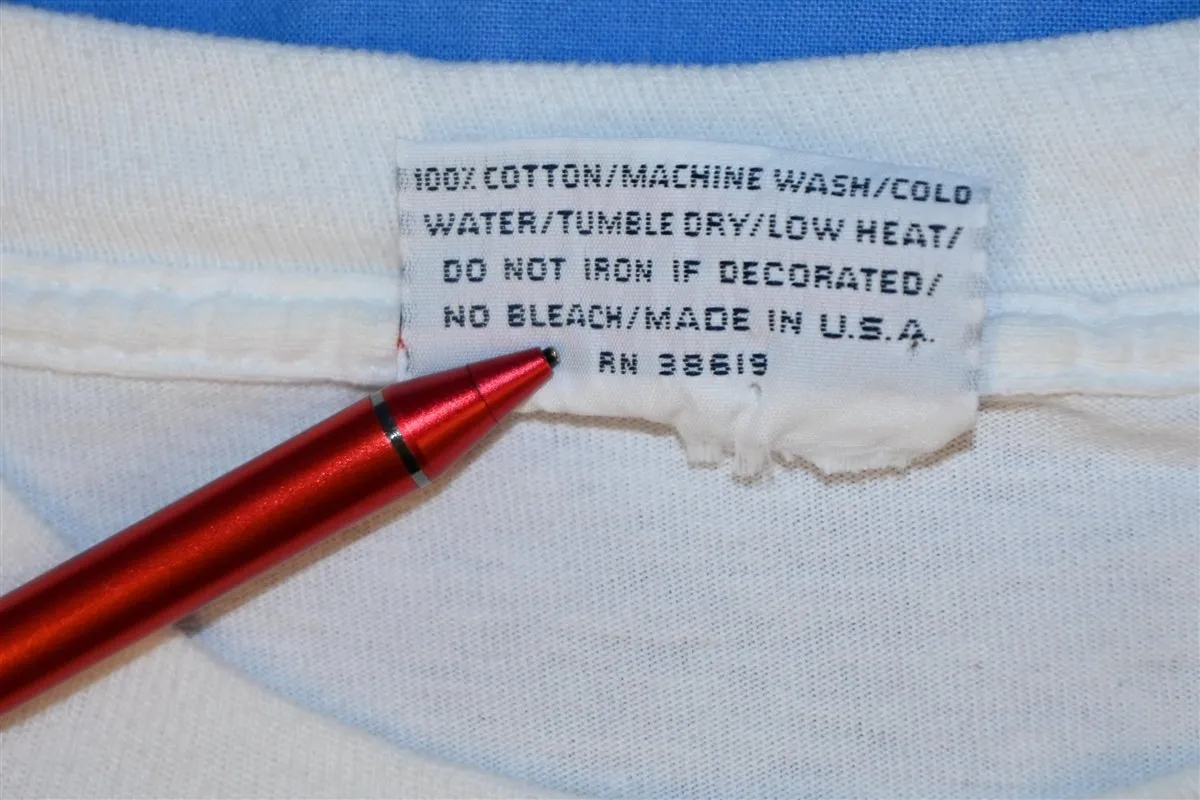 100% COTTON/MACHINE WASH/COLD
WATER/TUMBLE DRY/LOW HEAT/
DO NOT IRON IF DECORATED/
NO BLEACH/MADE IN U.S.A.
RN 38619